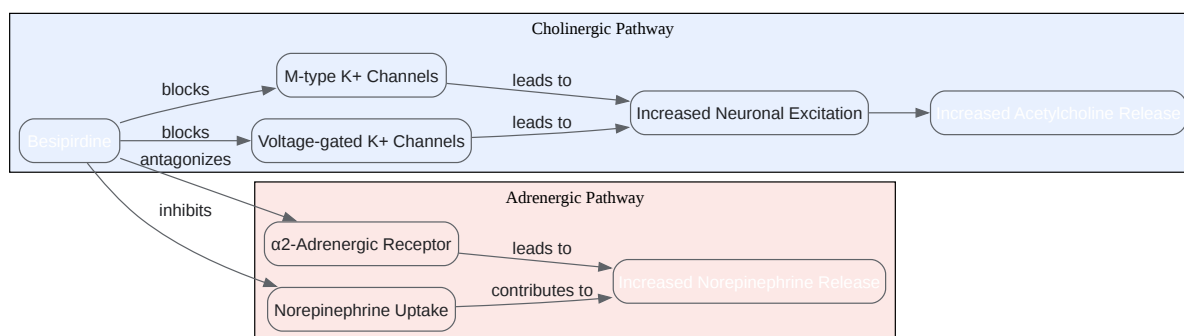 Cholinergic Pathway
M-type K+ Channels
leads to
blocks
Increased Neuronal Excitation
Increased Acetylcholine Release
Besipirdine
blocks
Voltage-gated K+ Channels
leads to
antagonizes
Adrenergic Pathway
inhibits
α2-Adrenergic Receptor
leads to
Increased Norepinephrine Release
contributes to
Norepinephrine Uptake